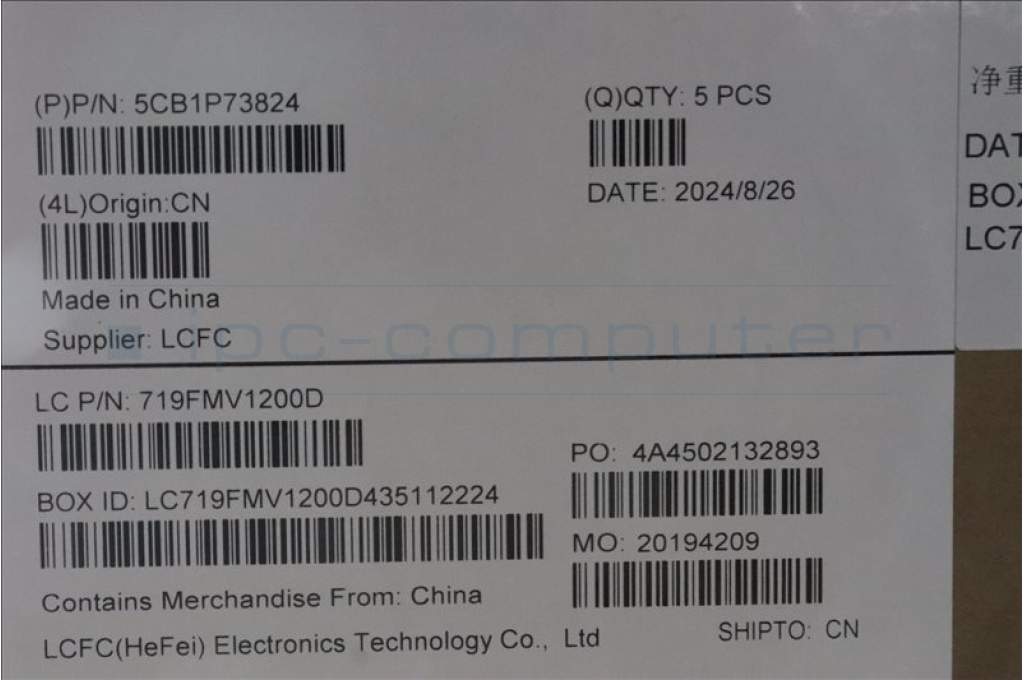 (P)P/N: 5CB1P73824
(Q)QTY: 5 PCS
(4L)Origin:CN
DATE: 2024/8/26
Made in China
Supplier: LCFC
ipc-computer
LC P/N: 719FMV1200D
PO: 4A4502132893
BOX ID: LC719FMV1200D435112224
MO: 20194209
Contains Merchandise From: China
LCFC(HeFei) Electronics Technology Co., Ltd
SHIPTO: CN
净
DAT
BOX
LC7